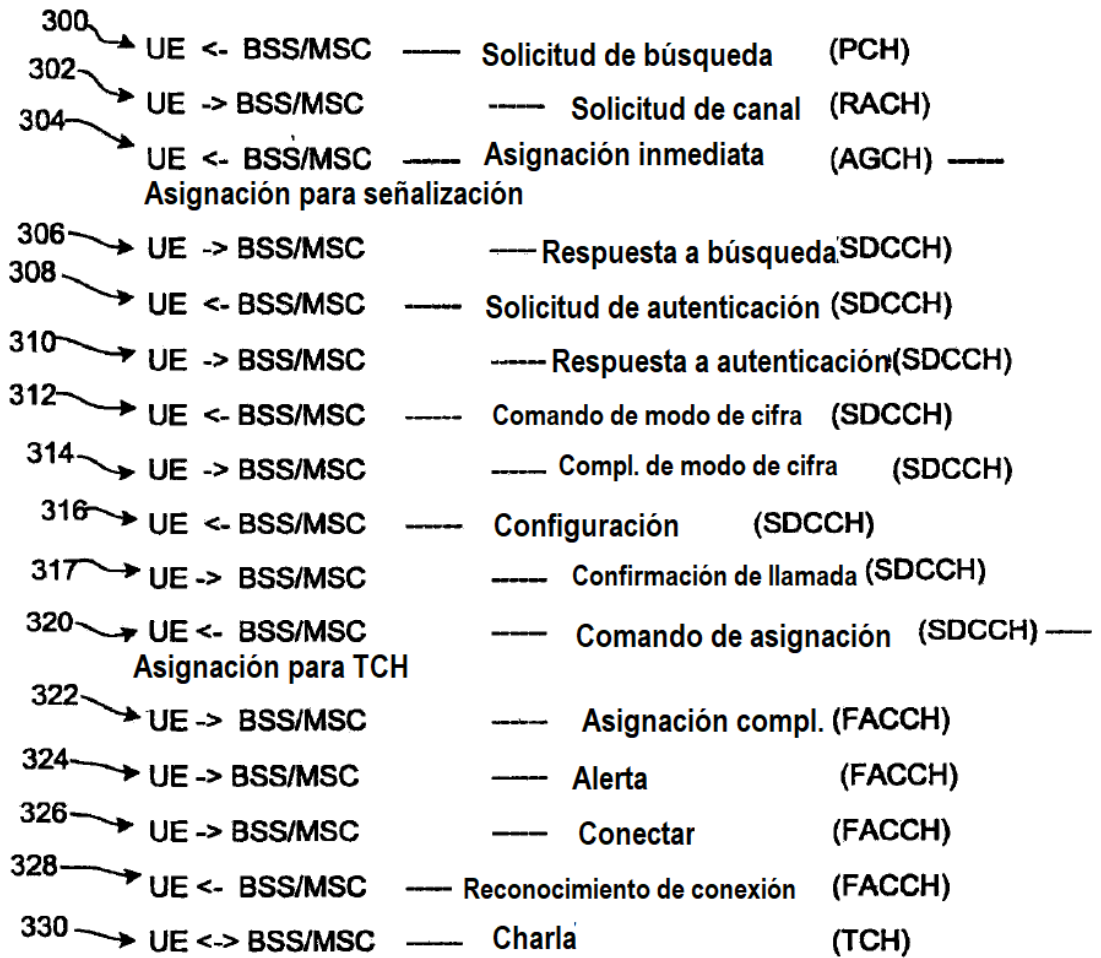 300 UE <- BSS/MSC ----- Solicitud de búsqueda (PCH)
302 UE -> BSS/MSC ----- Solicitud de canal (RACH)
304 UE <- BSS/MSC ----- Asignación inmediata (AGCH) -----
Asignación para señalización
306 UE -> BSS/MSC ----- Respuesta a búsqueda SDCCH)
308 UE <- BSS/MSC ----- Solicitud de autenticación (SDCCH)
310 UE -> BSS/MSC ----- Respuesta a autenticación (SDCCH)
312 UE <- BSS/MSC ----- Comando de modo de cifra (SDCCH)
314 UE -> BSS/MSC ----- Compl. de modo de cifra (SDCCH)
316 UE <- BSS/MSC ----- Configuración (SDCCH)
317 UE -> BSS/MSC ----- Confirmación de llamada (SDCCH)
320 UE <- BSS/MSC ----- Comando de asignación (SDCCH) ----
Asignación para TCH
322 UE -> BSS/MSC ----- Asignación compl. (FACCH)
324 UE -> BSS/MSC ----- Alerta (FACCH)
326 UE -> BSS/MSC ----- Conectar (FACCH)
328 UE <- BSS/MSC ---- Reconocimiento de conexión (FACCH)
330 UE <-> BSS/MSC ----- Charla (TCH)